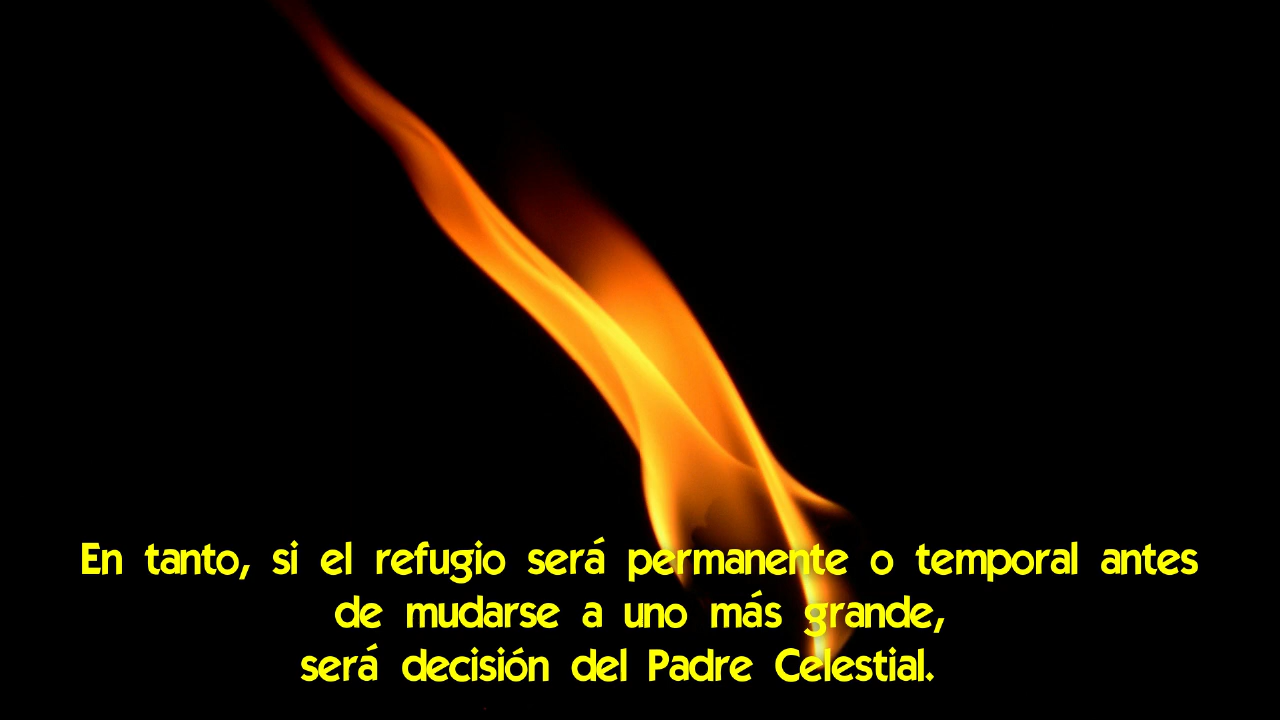 En tanto, si el refugio será permanente o temporal antes
de mudarse a uno más grande,
será decisión del Padre Celestial.